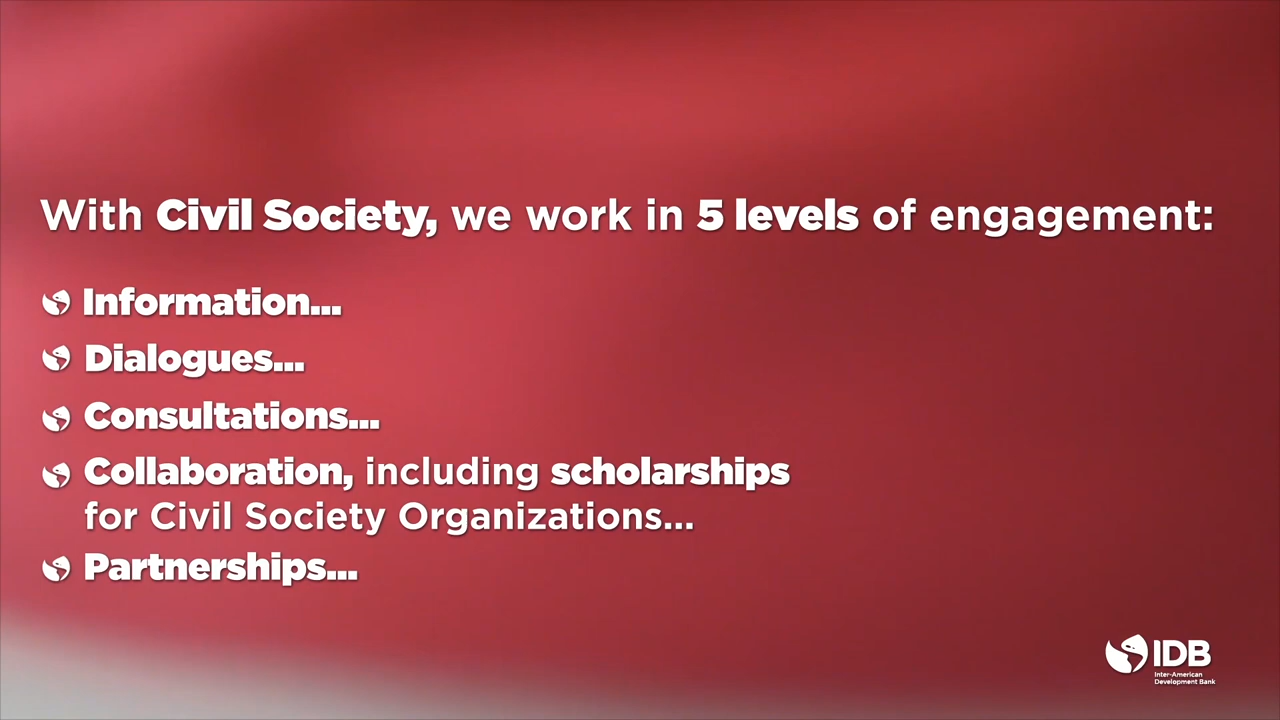 With Civil Society, we work in 5 levels of engagement:
Information...
Dialogues...
Consultations...
Collaboration, including scholarships
for Civil Society Organizations...
Partnerships...
IDB
Inter-American
Development Bank